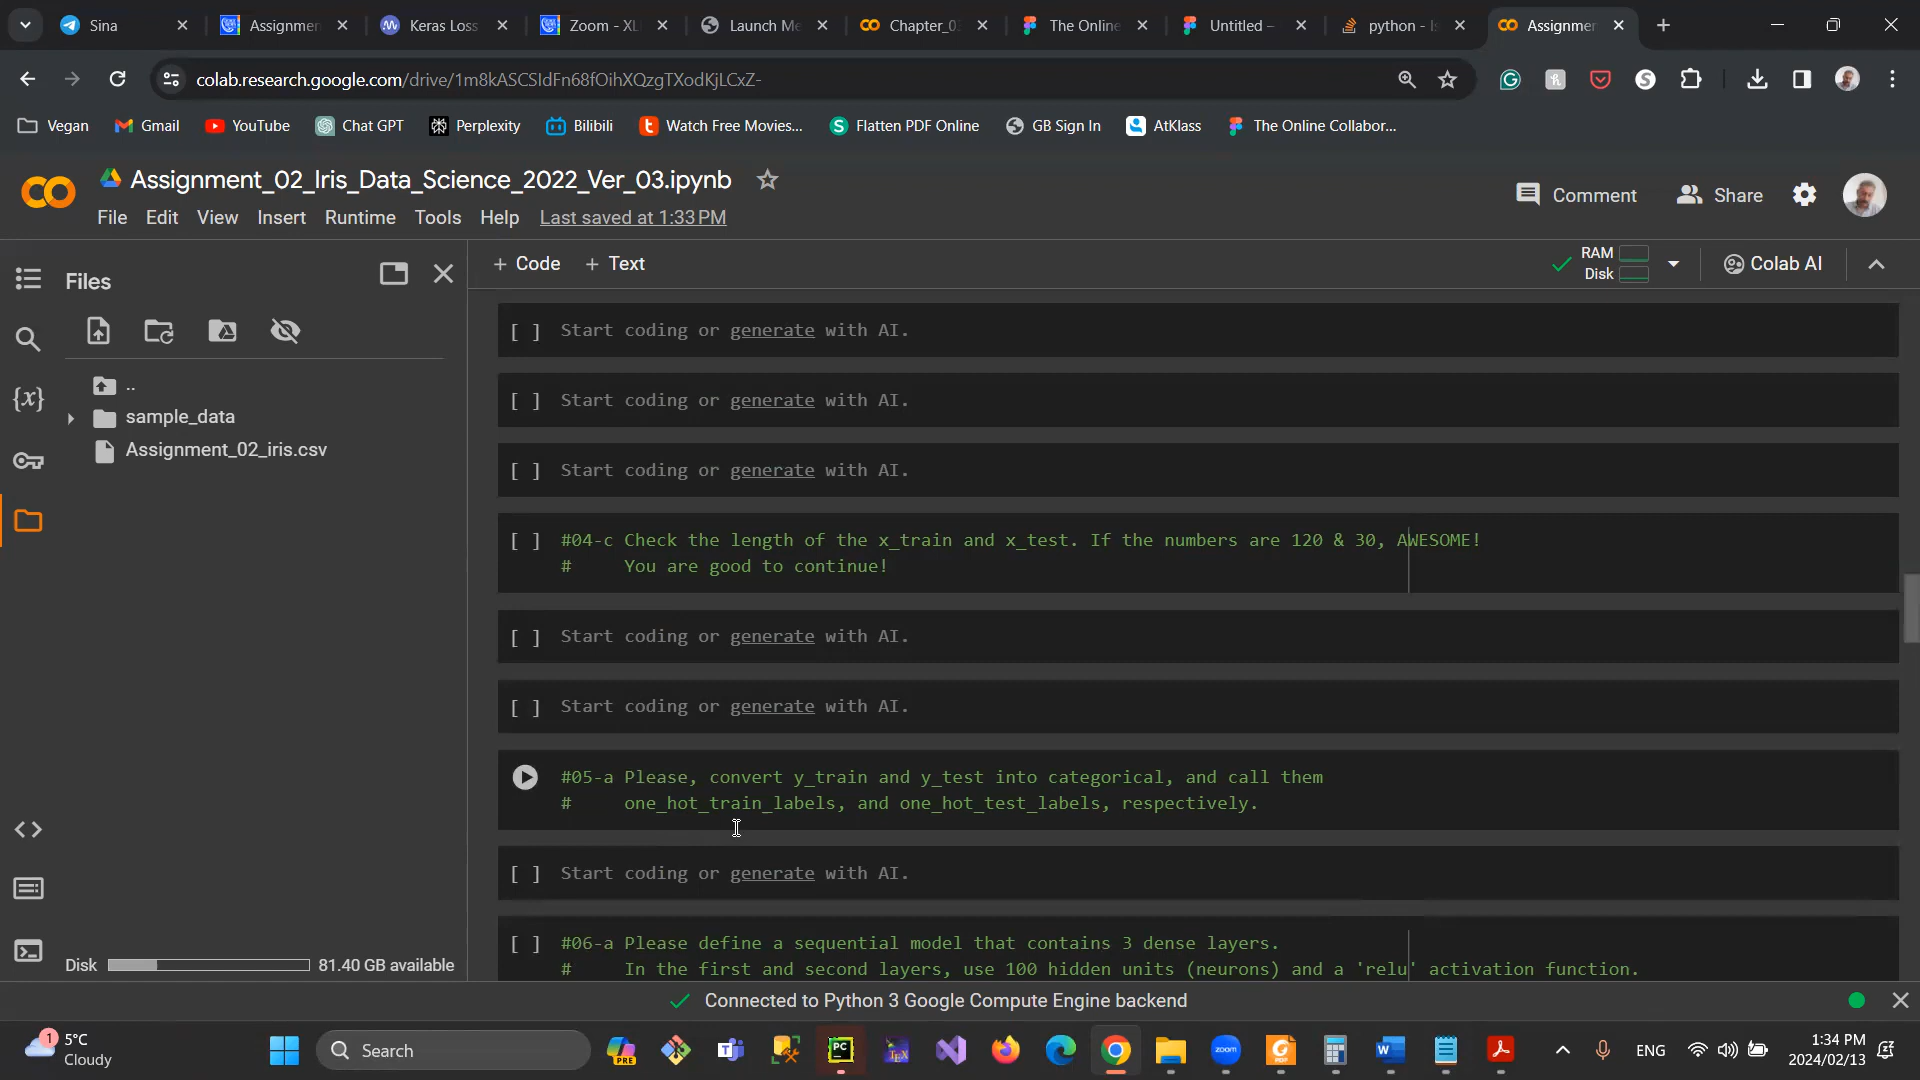 Sina
Assignmen
Keras Loss
Zoom - XL
Launch Me
Chapter_0
The Online
Untitled –
python - Is
Assignmen
colab.research.google.com/drive/1m8kASCSIdFn68fOihXQzgTXodKjLCxZ-
Vegan
Gmail
YouTube
Chat GPT
Perplexity
Bilibili
Watch Free Movies...
Flatten PDF Online
GB Sign In
AtKlass
The Online Collabor...
Assignment_02_Iris_Data_Science_2022_Ver_03.ipynb
Comment
Share
File Edit View Insert Runtime Tools Help Last saved at 1:33 PM
Files
+ Code + Text
RAM
Disk
Colab AI
..
sample_data
Assignment_02_iris.csv
[ ] Start coding or generate with AI.
[ ] Start coding or generate with AI.
[ ] Start coding or generate with AI.
[ ] #04-c Check the length of the x_train and x_test. If the numbers are 120 & 30, AWESOME!
# You are good to continue!
[ ] Start coding or generate with AI.
[ ] Start coding or generate with AI.
#05-a Please, convert y_train and y_test into categorical, and call them
# one_hot_train_labels, and one_hot_test_labels, respectively.
[ ] Start coding or generate with AI.
[ ] #06-a Please define a sequential model that contains 3 dense layers.
# In the first and second layers, use 100 hidden units (neurons) and a 'relu' activation function.
Disk 81.40 GB available
Connected to Python 3 Google Compute Engine backend
1
5°C
Cloudy
Search
PRE
PC
TEX
zoom
ENG
1:34 PM
2024/02/13